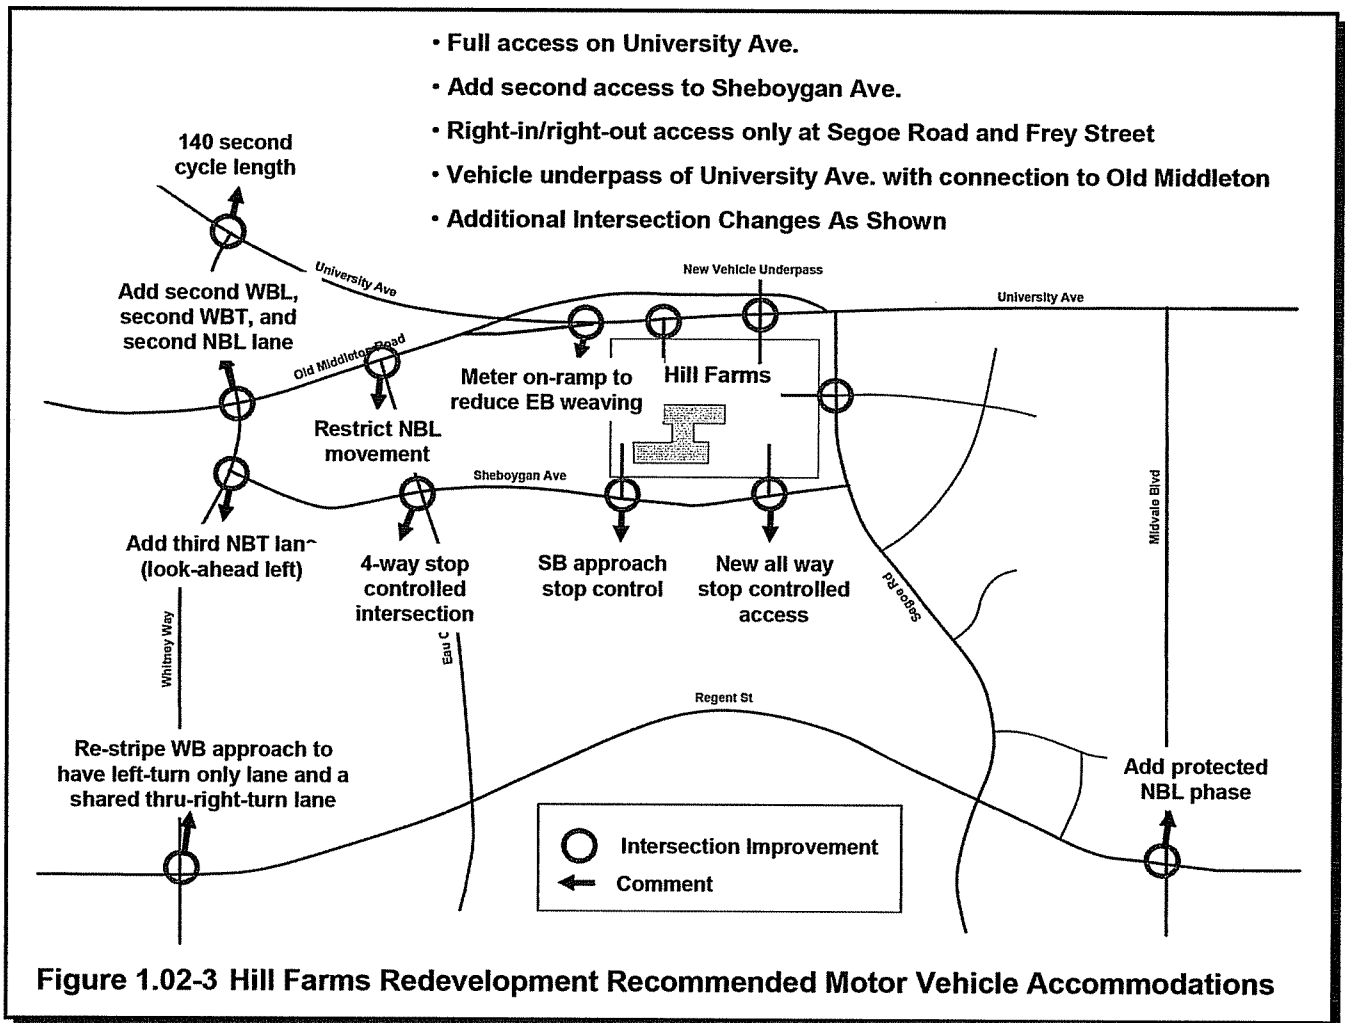 • Full access on University Ave.
• Add second access to Sheboygan Ave.
• Right-in/right-out access only at Segoe Road and Frey Street
• Vehicle underpass of University Ave. with connection to Old Middleton
• Additional Intersection Changes As Shown
140 second
cycle length
University Ave
New Vehicle Underpass
University Ave
Add second WBL,
second WBT, and
second NBL lane
Old Middleton Road
Meter on-ramp to
reduce EB weaving
Hill Farms
Restrict NBL
movement
Sheboygan Ave
Midvale Blvd
Add third NBT
(look-ahead left)
4-way stop
controlled
intersection
SB approach
stop control
New all way
stop controlled
access
Segoe Rd
Whitney Way
Eau
Regent St
Re-stripe WB approach to
have left-turn only lane and a
shared thru-right-turn lane
Add protected
NBL phase
Intersection Improvement
Comment
Figure 1.02-3 Hill Farms Redevelopment Recommended Motor Vehicle Accommodations